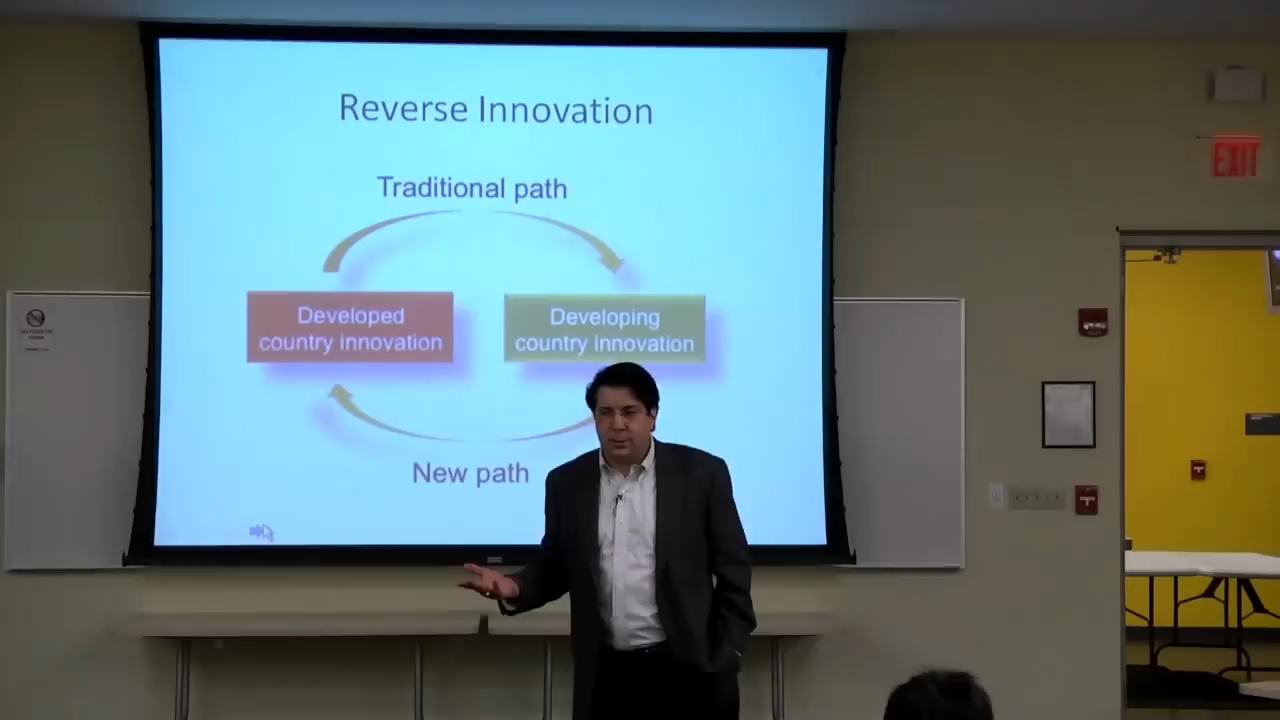 Reverse Innovation
Traditional path
Developed
country innovation
Developing
country innovation
New path
EXIT